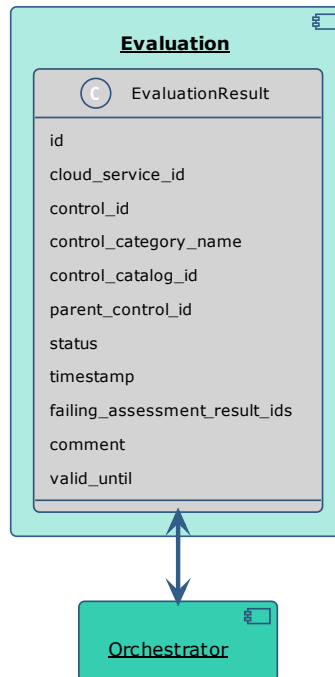 Evaluation
C EvaluationResult
id
cloud_service_id
control_id
control_category_name
control_catalog_id
parent_control_id
status
timestamp
failing_assessment_result_ids
comment
valid_until
Orchestrator